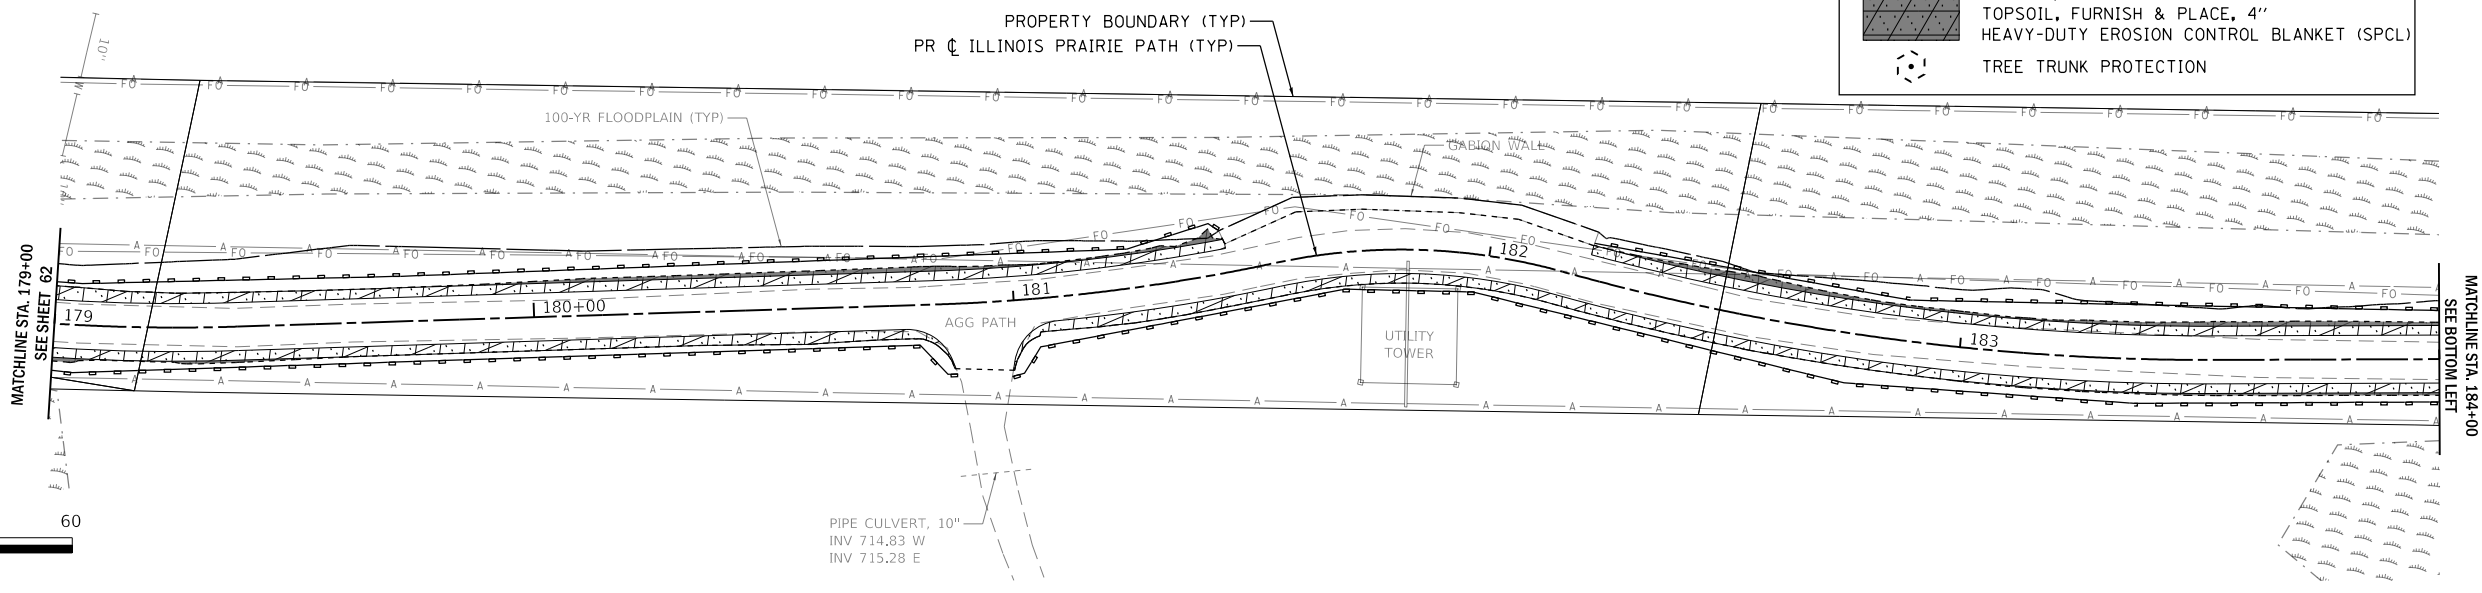 PROPERTY BOUNDARY (TYP)
PR ℄ ILLINOIS PRAIRIE PATH (TYP)
TOPSOIL, FURNISH & PLACE, 4"
HEAVY-DUTY EROSION CONTROL BLANKET (SPCL)
TREE TRUNK PROTECTION
10"
W
100-YR FLOODPLAIN (TYP)
GABION WALL
MATCHLINE STA. 179+00
SEE SHEET 62
179
180+00
181
182
183
AGG PATH
UTILITY
TOWER
MATCHLINE STA. 184+00
SEE BOTTOM LEFT
PIPE CULVERT, 10"
INV 714.83 W
INV 715.28 E
60
FO
A